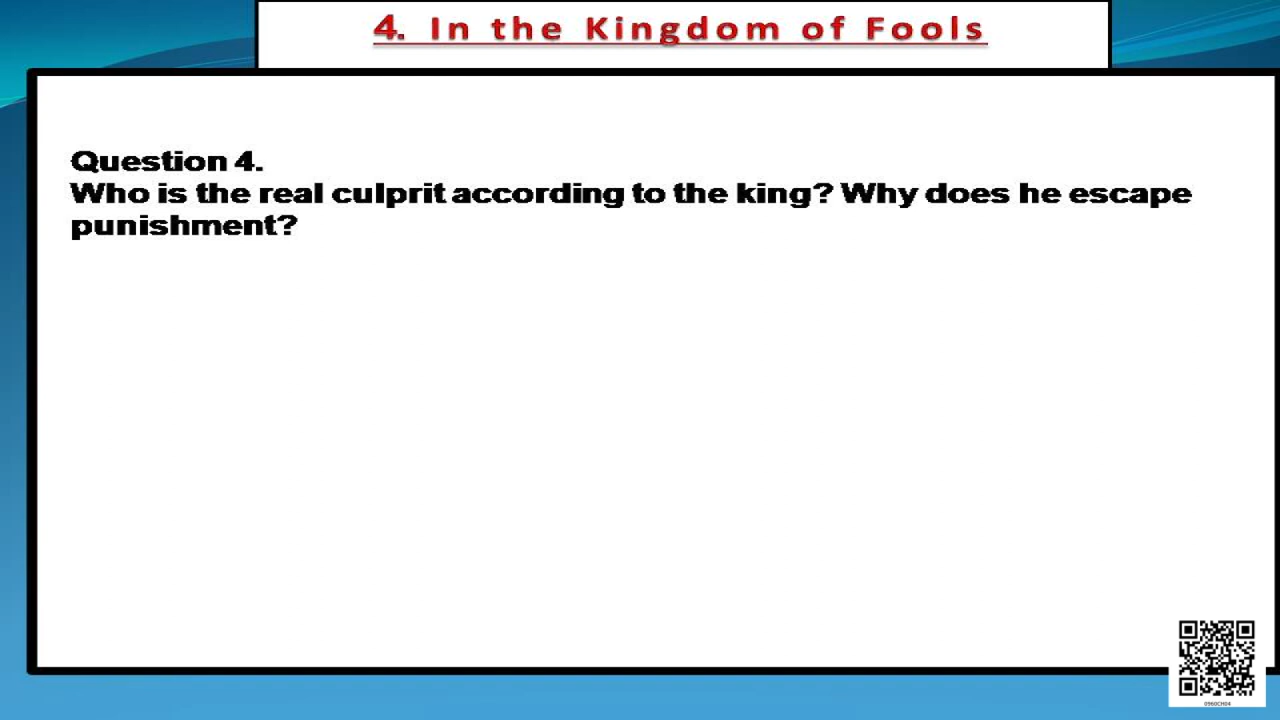 4. In the Kingdom of Fools
Question 4.
Who is the real culprit according to the king? Why does he escape
punishment?
0960CH04